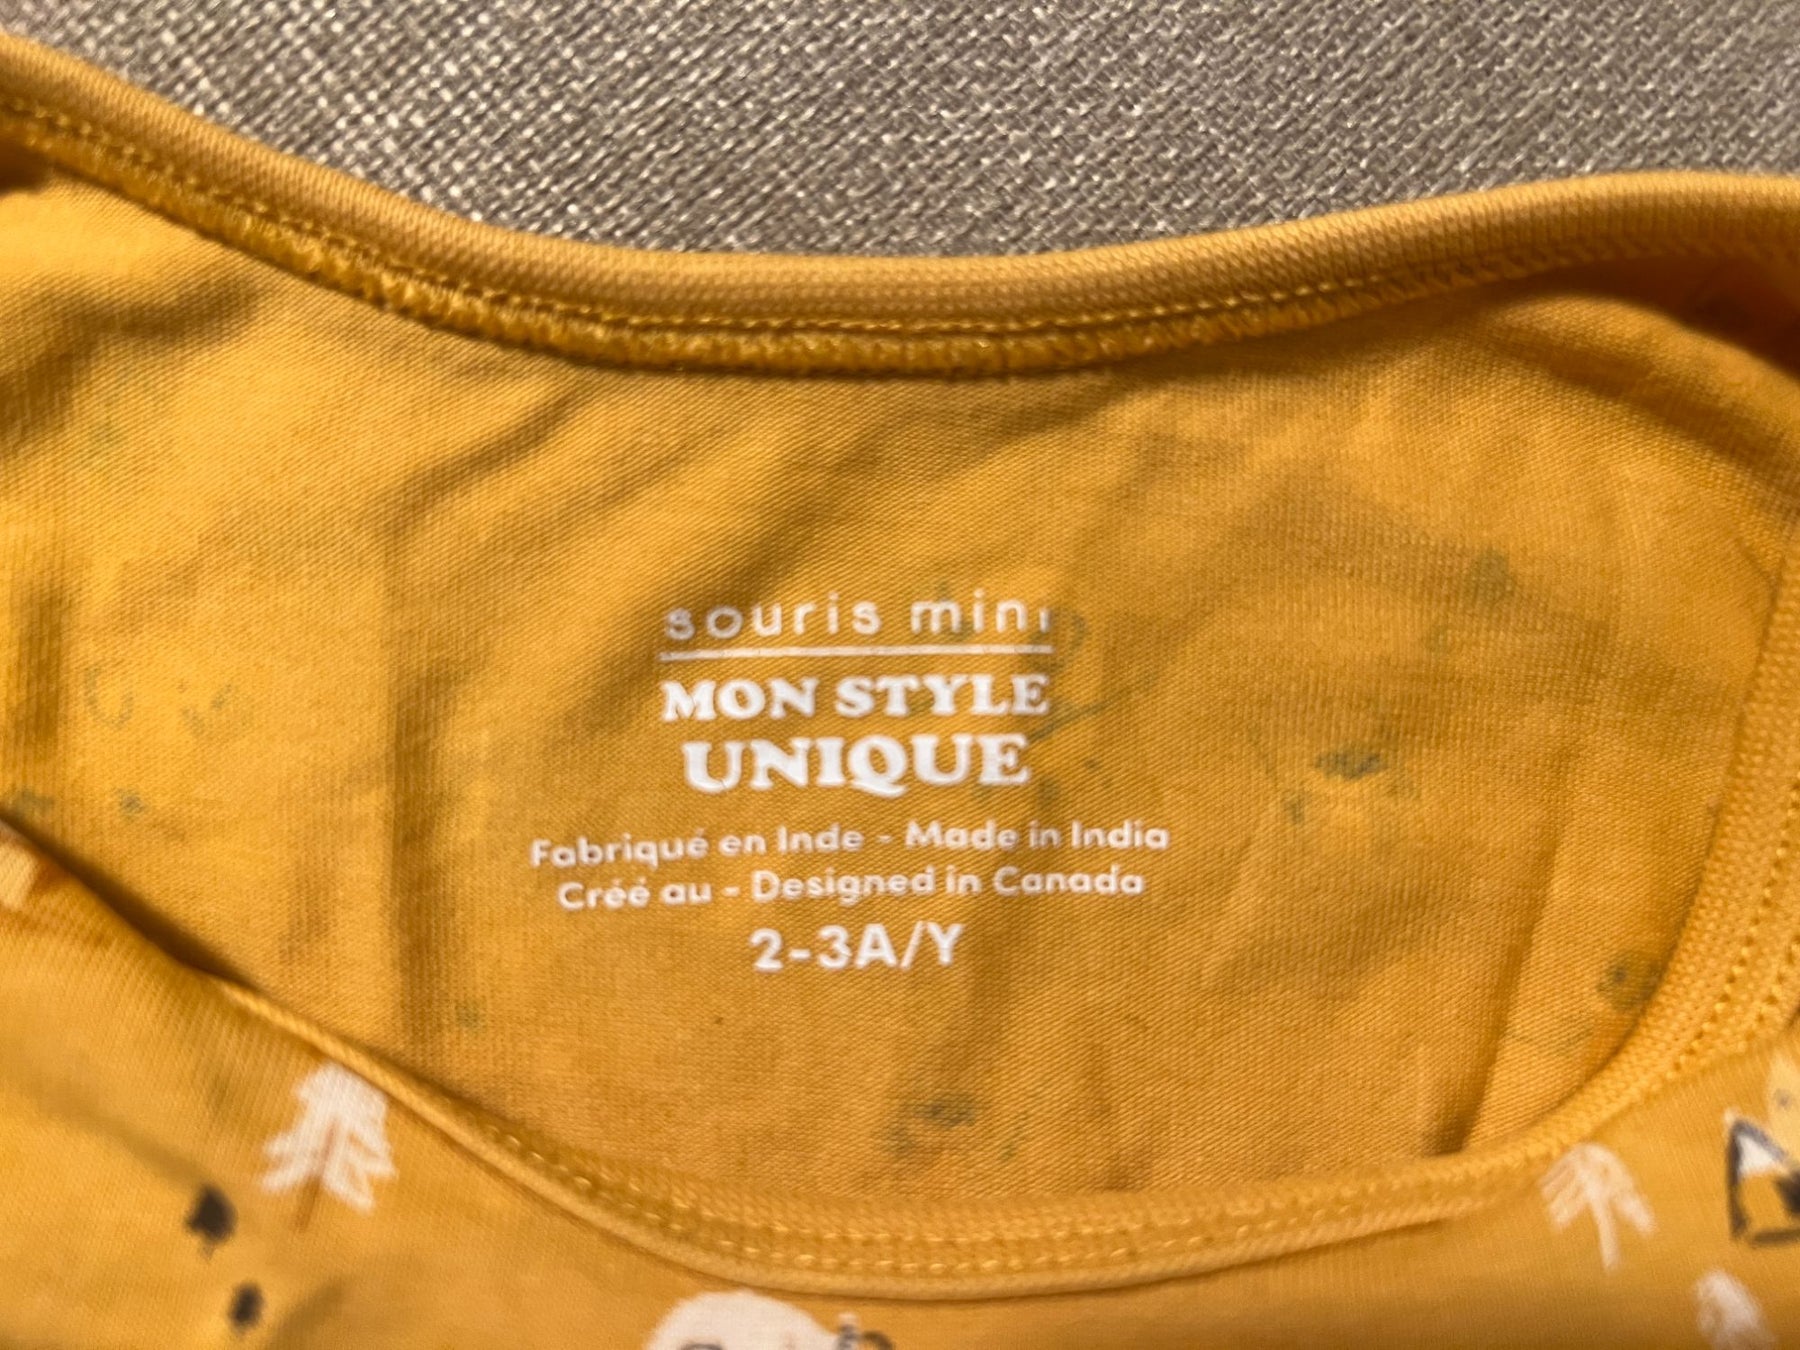 souris mini
MON STYLE
UNIQUE
Fabriqué en Inde - Made in India
Créé au - Designed in Canada
2-3A/Y